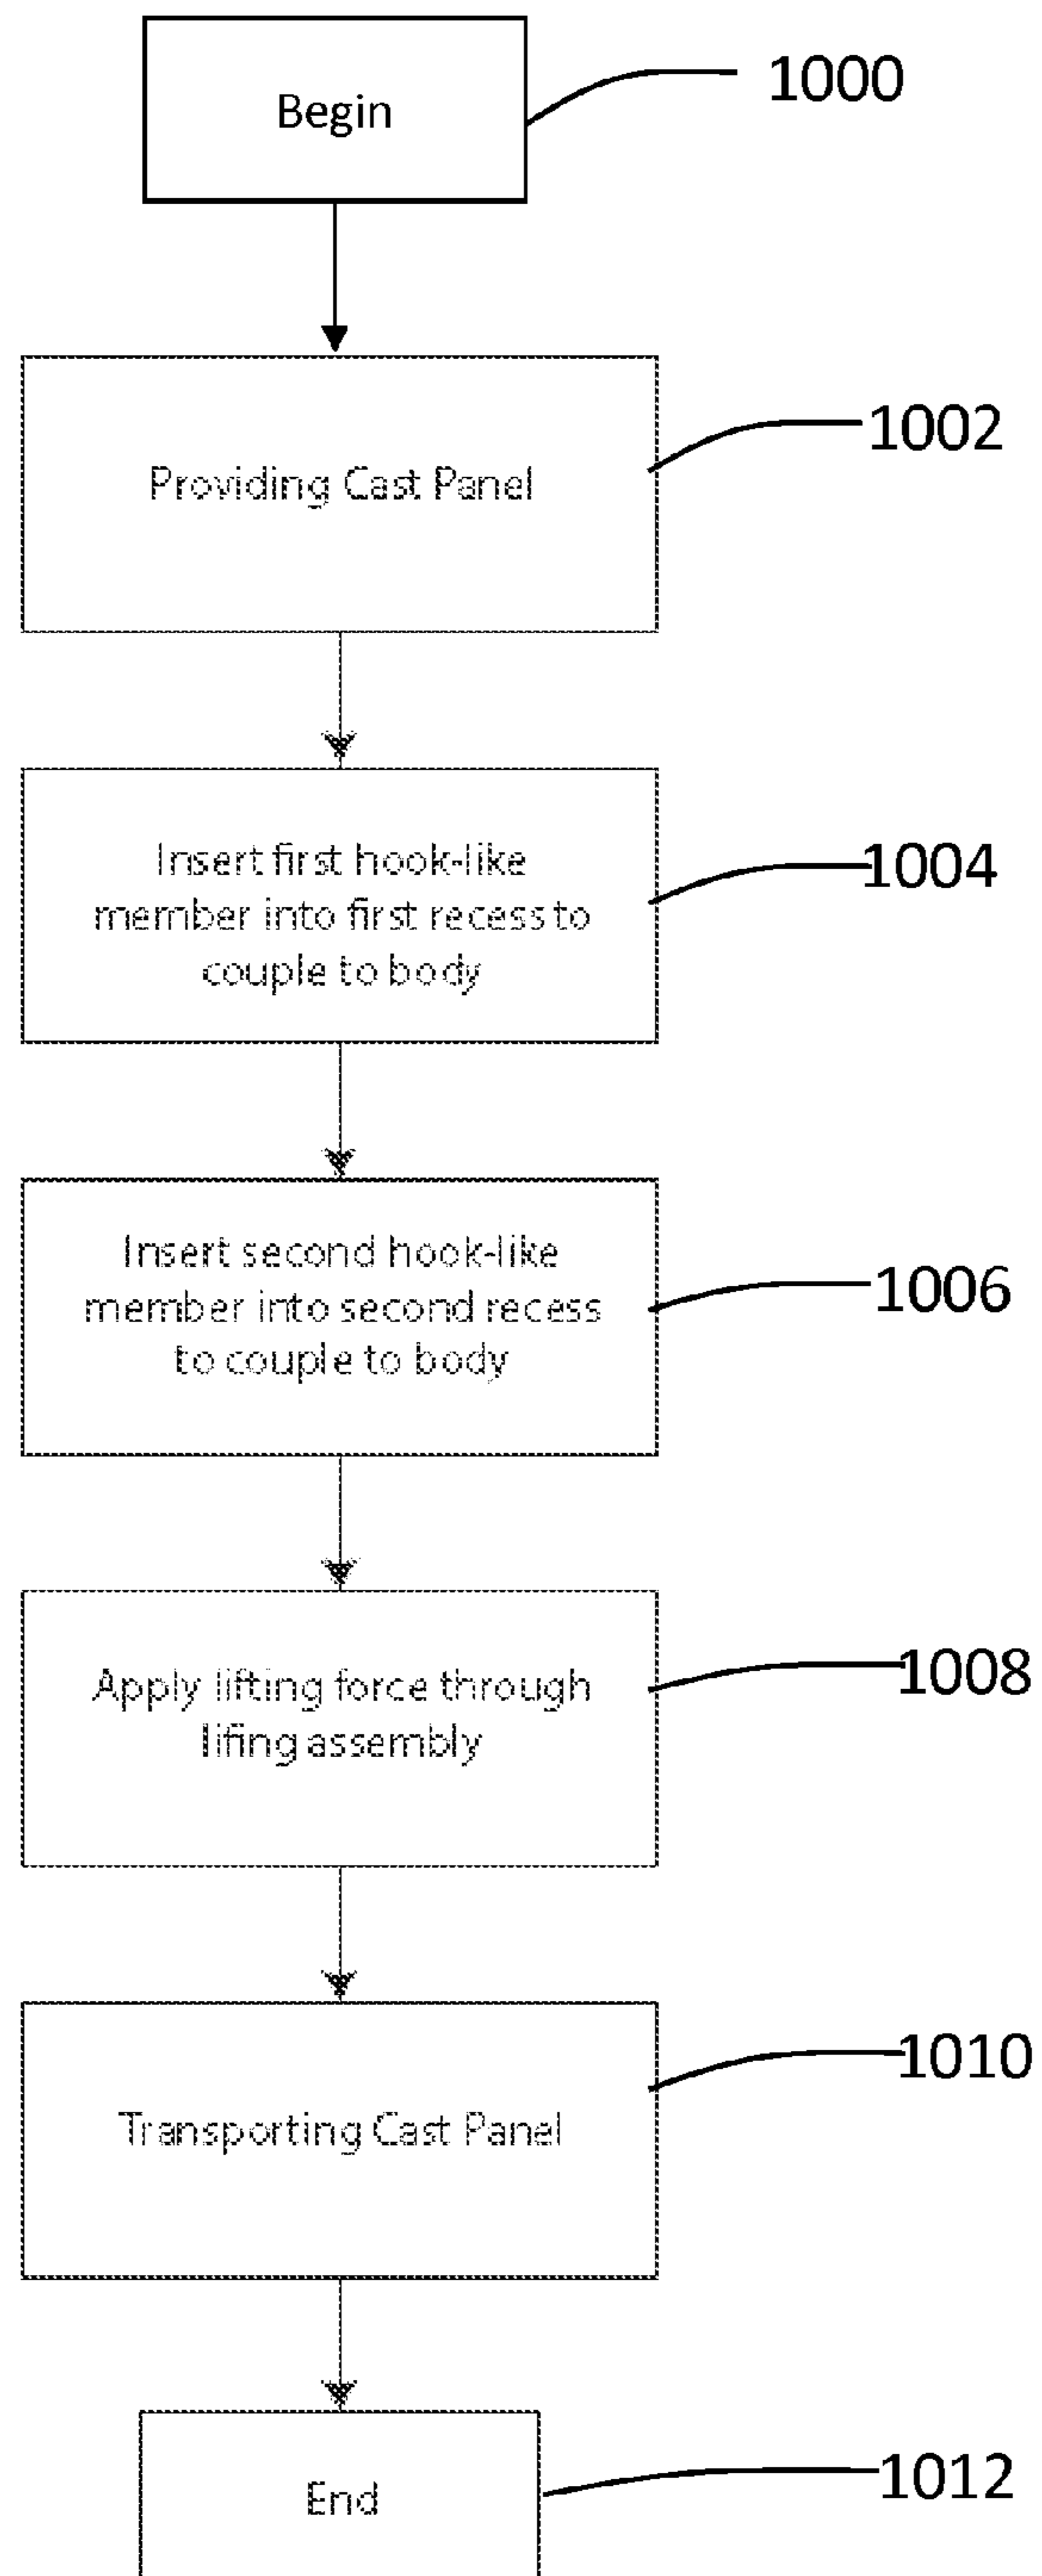 Begin
1000
Providing Cast Panel
1002
Insert first hook-like
member into first recess to
couple to body
1004
Insert second hook-like
member into second recess
to couple to body
1006
Apply lifting force through
lifing assembly
1008
Transporting Cast Panel
1010
End
1012